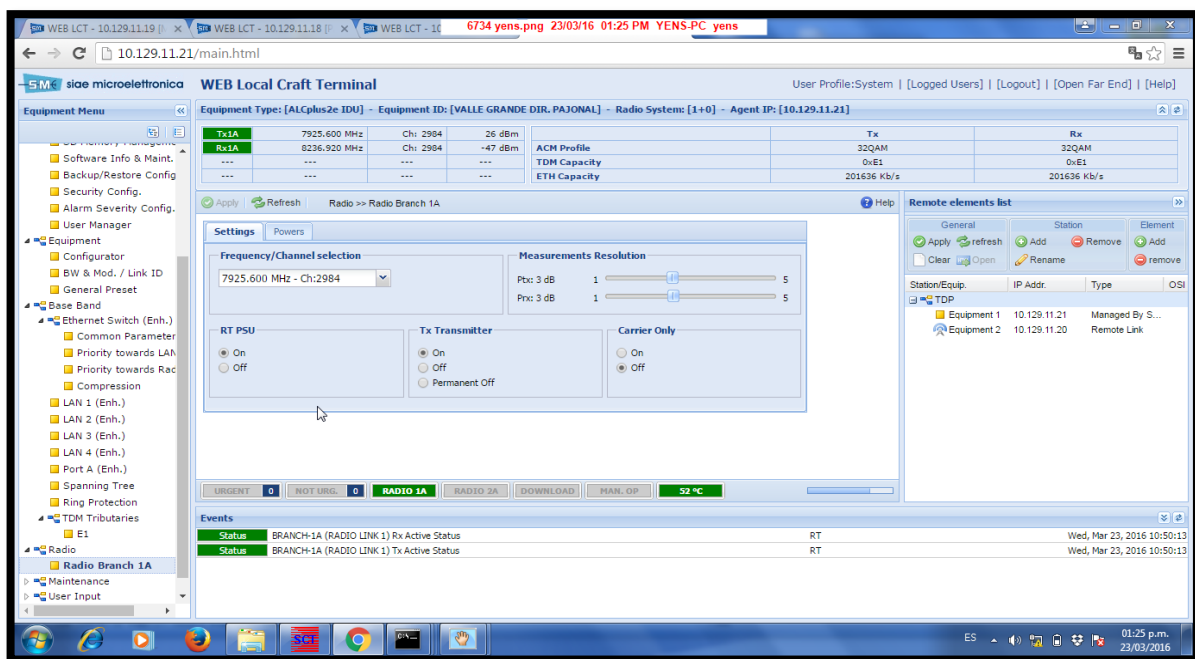 WEB LCT - 10.129.11.19 [
WEB LCT - 10.129.11.18 [P
WEB LCT - 10
6734 yens.png 23/03/16 01:25 PM YENS-PC yens
10.129.11.21/main.html
SIAE siae microelettronica WEB Local Craft Terminal
User Profile:System | [Logged Users] | [Logout] | [Open Far End] | [Help]
Equipment Menu
Equipment Type: [ALCplus2e IDU] - Equipment ID: [VALLE GRANDE DIR. PAJONAL] - Radio System: [1+0] - Agent IP: [10.129.11.21]
Software Info & Maint.
Backup/Restore Config
Security Config.
Alarm Severity Config.
User Manager
Equipment
Configurator
BW & Mod. / Link ID
General Preset
Base Band
Ethernet Switch (Enh.)
Common Parameter
Priority towards LAN
Priority towards Rac
Compression
LAN 1 (Enh.)
LAN 2 (Enh.)
LAN 3 (Enh.)
LAN 4 (Enh.)
Port A (Enh.)
Spanning Tree
Ring Protection
TDM Tributaries
E1
Radio
Radio Branch 1A
Maintenance
User Input
Tx1A 7925.600 MHz Ch: 2984 26 dBm
Rx1A 8236.920 MHz Ch: 2984 -47 dBm
--- --- --- ---
--- --- --- ---
Tx Rx
ACM Profile 32QAM 32QAM
TDM Capacity 0xE1 0xE1
ETH Capacity 201636 Kb/s 201636 Kb/s
Apply Refresh Radio >> Radio Branch 1A Help
Settings Powers
Frequency/Channel selection
7925.600 MHz - Ch:2984
Measurements Resolution
Ptx: 3 dB 1 5
Prx: 3 dB 1 5
RT PSU
On
Off
Tx Transmitter
On
Off
Permanent Off
Carrier Only
On
Off
URGENT 0 NOT URG. 0 RADIO 1A RADIO 2A DOWNLOAD MAN. OP 52 ºC
Remote elements list
General Station Element
Apply refresh Add Remove Add
Clear Open Rename remove
Station/Equip. IP Addr. Type OSI
TDP
Equipment 1 10.129.11.21 Managed By S...
Equipment 2 10.129.11.20 Remote Link
Events
Status BRANCH-1A (RADIO LINK 1) Rx Active Status RT Wed, Mar 23, 2016 10:50:13
Status BRANCH-1A (RADIO LINK 1) Tx Active Status RT Wed, Mar 23, 2016 10:50:13
SCT
ES
01:25 p.m.
23/03/2016